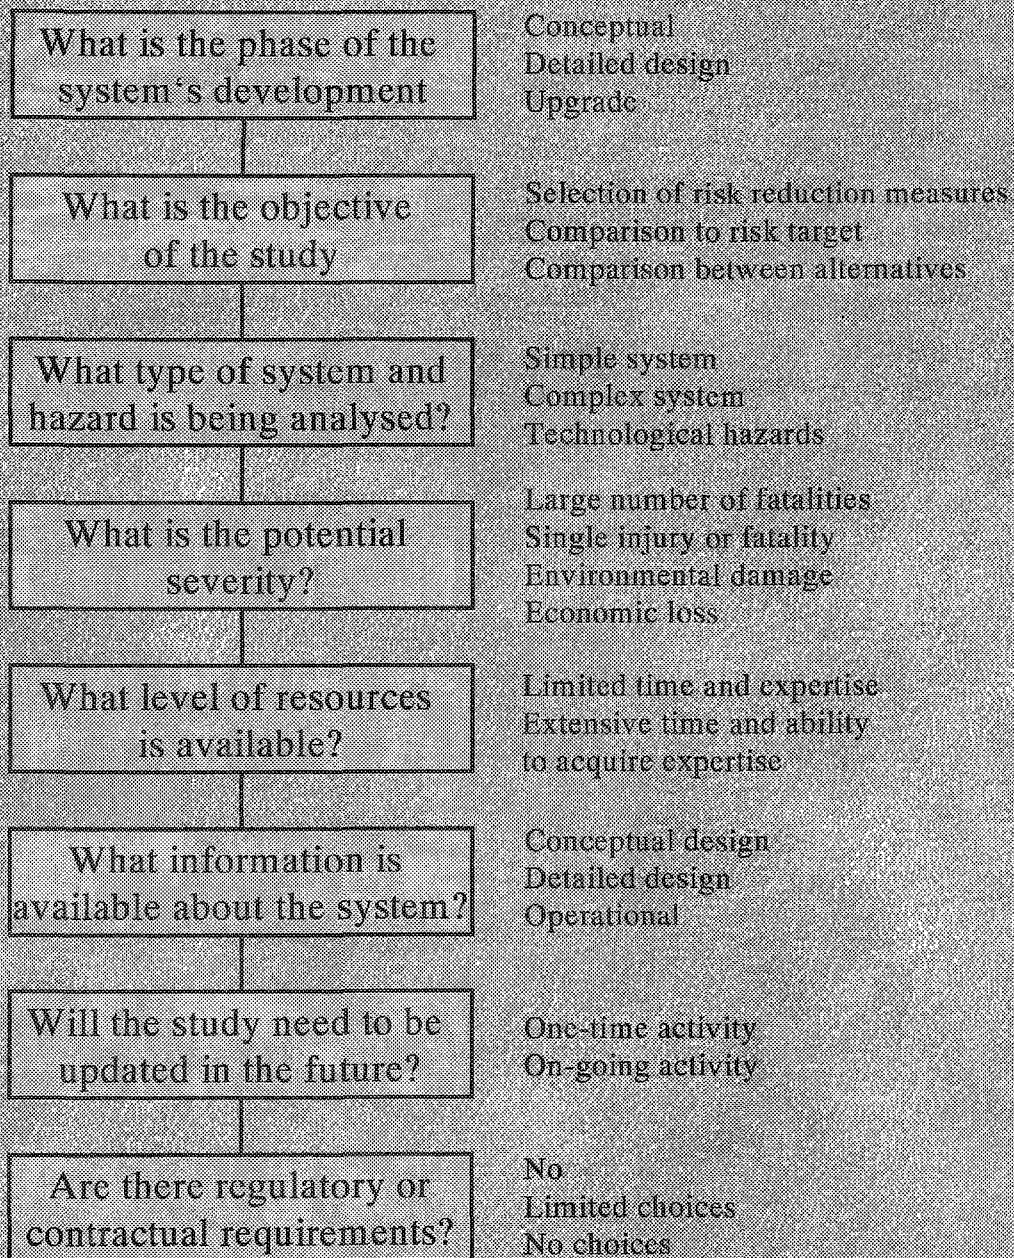 What is the phase of the
system‘s development
Conceptual
Detailed design
Upgrade
What is the objective
of the study
Selection of risk reduction measures
Comparison to risk target
Comparison between alternatives
What type of system and
hazard is being analysed?
Simple system
Complex system
Technological hazards
What is the potential
severity?
Large number of fatalities
Single injury or fatality
Environmental damage
Economic loss
What level of resources
is available?
Limited time and expertise
Extensive time and ability
to acquire expertise
What information is
available about the system?
Conceptual design
Detailed design
Operational
Will the study need to be
updated in the future?
One-time activity
On-going activity
Are there regulatory or
contractual requirements?
No
Limited choices
No choices